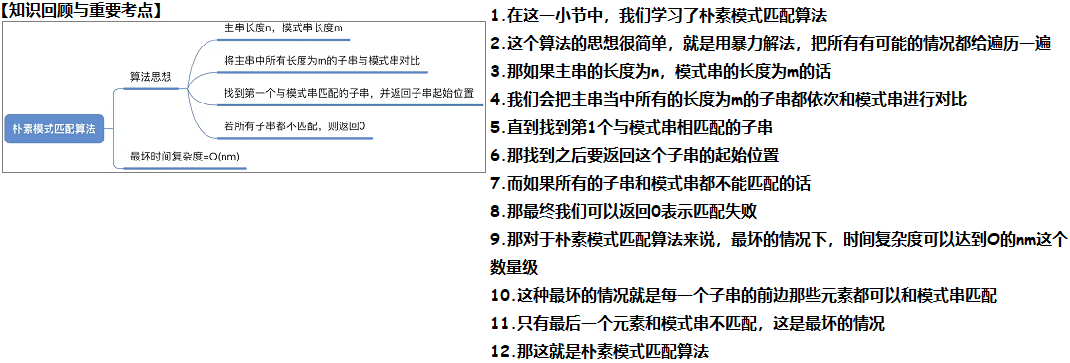 【知识回顾与重要考点】
主串长度n，模式串长度m
将主串中所有长度为m的子串与模式串对比
算法思想
找到第一个与模式串匹配的子串，并返回子串起始位置
若所有子串都不匹配，则返回0
朴素模式匹配算法
最坏时间复杂度=O(nm)
1.在这一小节中，我们学习了朴素模式匹配算法
2.这个算法的思想很简单，就是用暴力解法，把所有有可能的情况都给遍历一遍
3.那如果主串的长度为n，模式串的长度为m的话
4.我们会把主串当中所有的长度为m的子串都依次和模式串进行对比
5.直到找到第1个与模式串相匹配的子串
6.那找到之后要返回这个子串的起始位置
7.而如果所有的子串和模式串都不能匹配的话
8.那最终我们可以返回0表示匹配失败
9.那对于朴素模式匹配算法来说，最坏的情况下，时间复杂度可以达到O的nm这个
数量级
10.这种最坏的情况就是每一个子串的前边那些元素都可以和模式串匹配
11.只有最后一个元素和模式串不匹配，这是最坏的情况
12.那这就是朴素模式匹配算法